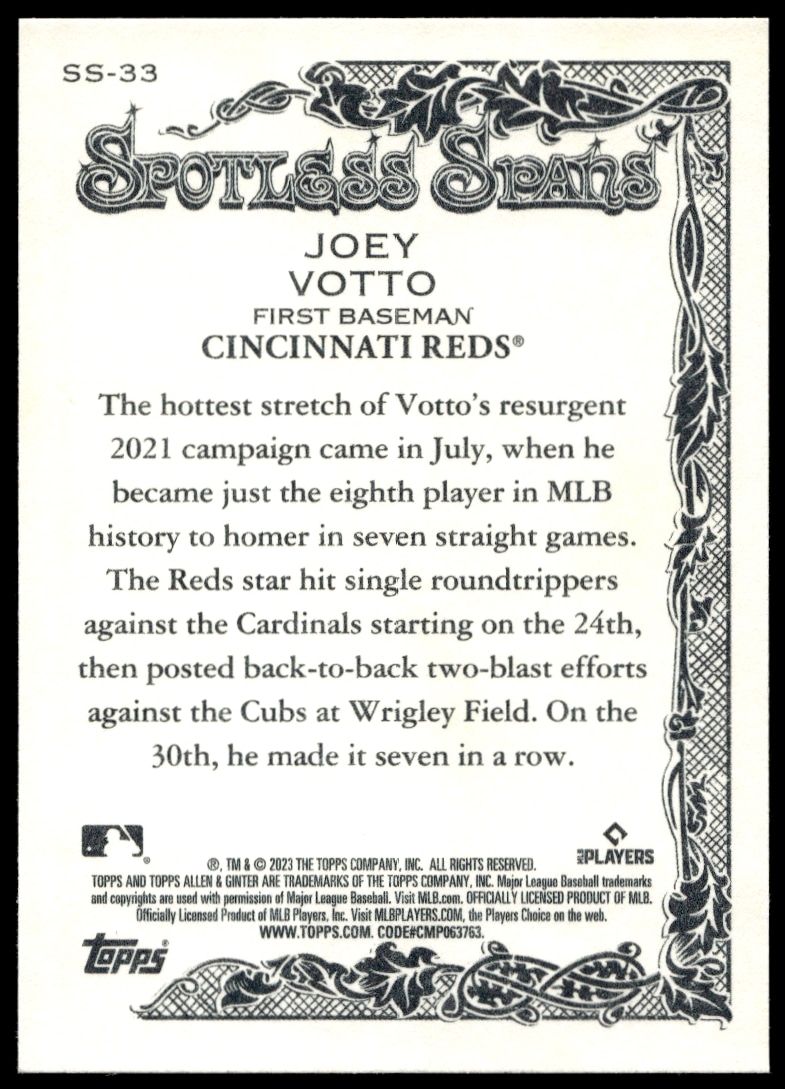 SS-33
SPOTLESS SPANS
JOEY
VOTTO
FIRST BASEMAN
CINCINNATI REDS®
The hottest stretch of Votto's resurgent
2021 campaign came in July, when he
became just the eighth player in MLB
history to homer in seven straight games.
The Reds star hit single roundtrippers
against the Cardinals starting on the 24th,
then posted back-to-back two-blast efforts
against the Cubs at Wrigley Field. On the
30th, he made it seven in a row.
®
MLB PLAYERS
®, TM & © 2023 THE TOPPS COMPANY, INC. ALL RIGHTS RESERVED.
TOPPS AND TOPPS ALLEN & GINTER ARE TRADEMARKS OF THE TOPPS COMPANY, INC. Major League Baseball trademarks
and copyrights are used with permission of Major League Baseball. Visit MLB.com. OFFICIALLY LICENSED PRODUCT OF MLB.
Officially Licensed Product of MLB Players, Inc. Visit MLBPLAYERS.COM, the Players Choice on the web.
WWW.TOPPS.COM. CODE#CMP063763.
topps®